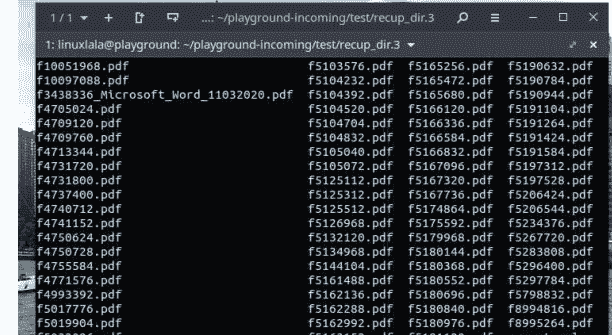 1 / 1 ...: ~/playground-incoming/test/recup_dir.3
1: linuxlala@playground: ~/playground-incoming/test/recup_dir.3
f10051968.pdf f5103576.pdf f5165256.pdf f5190632.pdf
f10097088.pdf f5104232.pdf f5165472.pdf f5190784.pdf
f3438336_Microsoft_Word_11032020.pdf f5104392.pdf f5165680.pdf f5190944.pdf
f4705024.pdf f5104520.pdf f5166120.pdf f5191104.pdf
f4709120.pdf f5104704.pdf f5166336.pdf f5191264.pdf
f4709760.pdf f5104832.pdf f5166584.pdf f5191424.pdf
f4713344.pdf f5105040.pdf f5166832.pdf f5191584.pdf
f4731720.pdf f5105072.pdf f5167096.pdf f5197312.pdf
f4731800.pdf f5125112.pdf f5167320.pdf f5197528.pdf
f4737400.pdf f5125312.pdf f5167736.pdf f5206424.pdf
f4740712.pdf f5125512.pdf f5174864.pdf f5206544.pdf
f4741152.pdf f5126968.pdf f5175592.pdf f5234376.pdf
f4750624.pdf f5132120.pdf f5179968.pdf f5267720.pdf
f4750728.pdf f5134968.pdf f5180144.pdf f5283808.pdf
f4755584.pdf f5144104.pdf f5180368.pdf f5296400.pdf
f4771576.pdf f5161488.pdf f5180552.pdf f5297784.pdf
f4993392.pdf f5162136.pdf f5180696.pdf f5798832.pdf
f5017776.pdf f5162288.pdf f5180840.pdf f8994816.pdf
f5019904.pdf f5162992.pdf f5180976.pdf f8995264.pdf